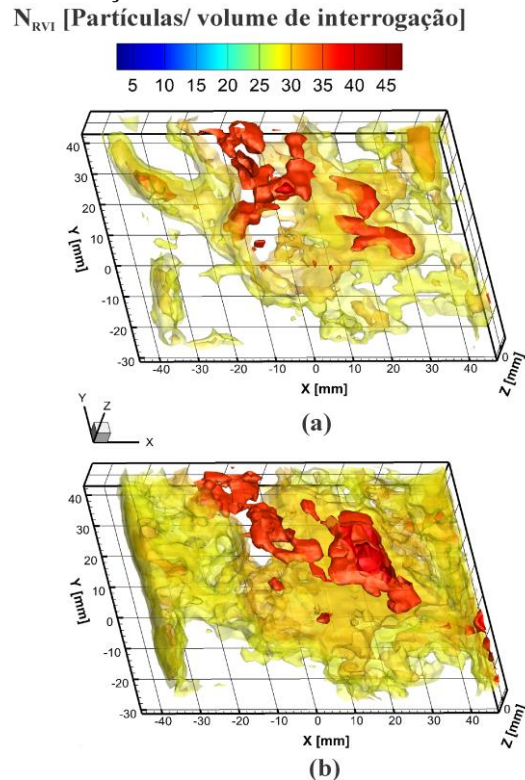 N_RVI [Partículas/ volume de interrogação]
5 10 15 20 25 30 35 40 45
40
30
20
10
0
-10
-20
-30
Y [mm]
-40 -30 -20 -10 0 10 20 30 40
X [mm]
0
Z [mm]
Y
Z
X
(a)
40
30
20
10
0
-10
-20
-30
Y [mm]
-40 -30 -20 -10 0 10 20 30 40
X [mm]
0
Z [mm]
(b)